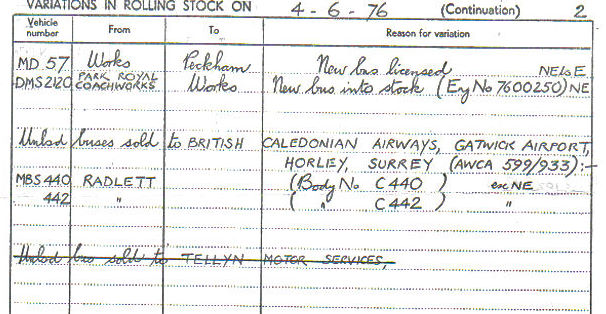 VARIATIONS IN ROLLING STOCK ON 4 - 6 - 76 (Continuation) 2
Vehicle number From To Reason for variation
MD 57 Works Peckham New bus licensed NE to E
DMS2120 PARK ROYAL COACHWORKS Works New bus into stock (Eng No 7600250) NE
Unlsd buses sold to BRITISH CALEDONIAN AIRWAYS, GATWICK AIRPORT,
HORLEY, SURREY (AWCA 599/933):-
MBS 440 RADLETT (Body No C440 ) ex NE
442 " ( " C442 ) "
Unlsd bus sold to TELLYN MOTOR SERVICES,